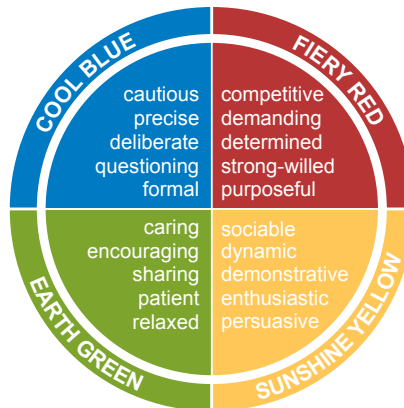 COOL BLUE
cautious
precise
deliberate
questioning
formal
FIERY RED
competitive
demanding
determined
strong-willed
purposeful
EARTH GREEN
caring
encouraging
sharing
patient
relaxed
SUNSHINE YELLOW
sociable
dynamic
demonstrative
enthusiastic
persuasive